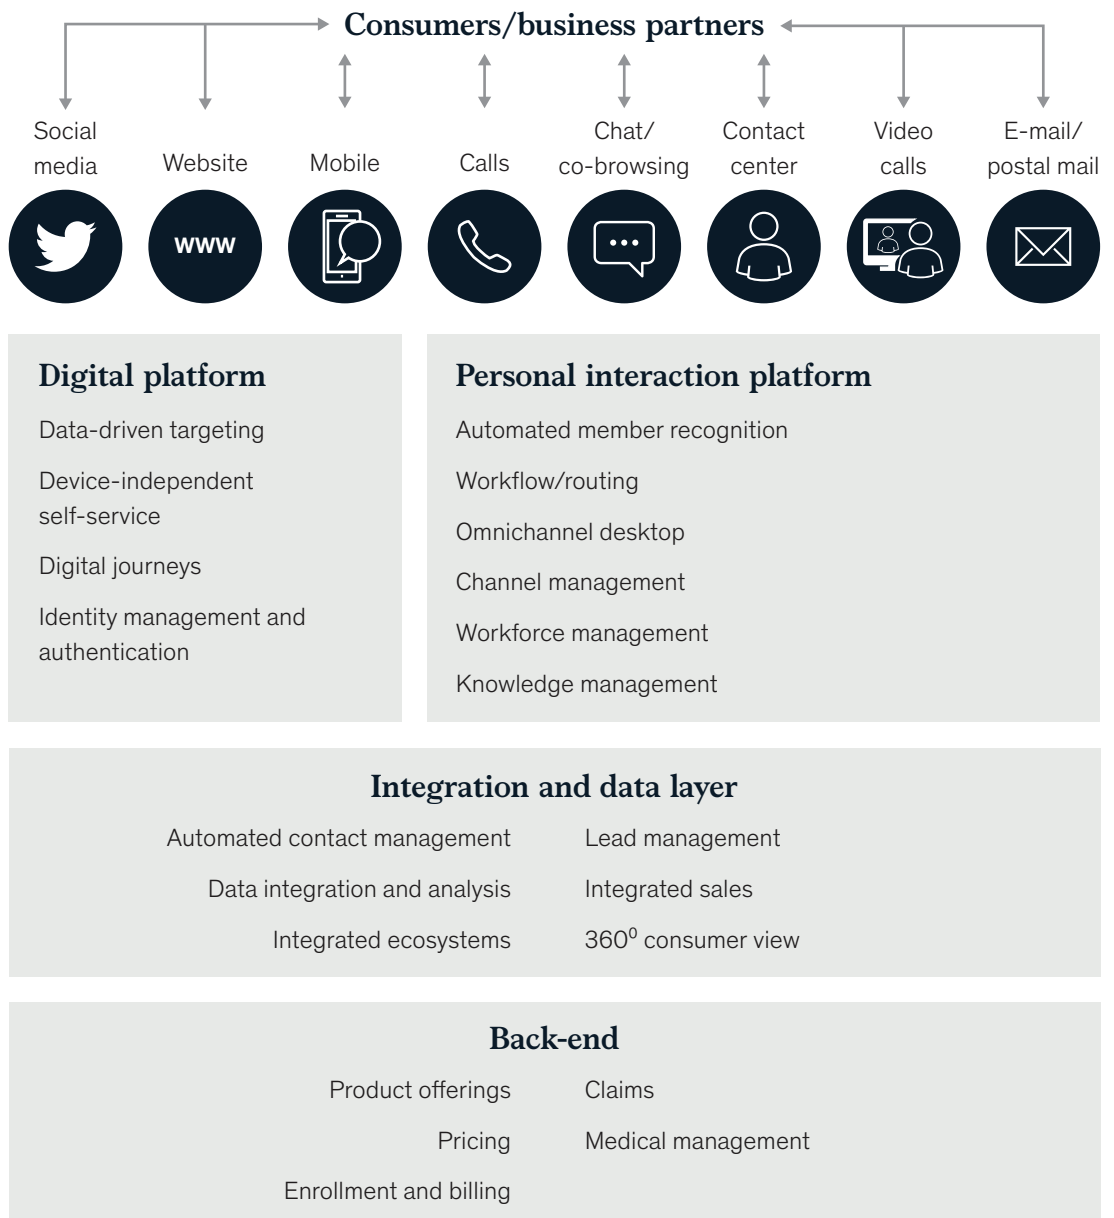 Consumers/business partners
Social
media
Website
Mobile
Calls
Chat/
co-browsing
Contact
center
Video
calls
E-mail/
postal mail
www
Digital platform
Data-driven targeting
Device-independent
self-service
Digital journeys
Identity management and
authentication
Personal interaction platform
Automated member recognition
Workflow/routing
Omnichannel desktop
Channel management
Workforce management
Knowledge management
Integration and data layer
Automated contact management
Data integration and analysis
Integrated ecosystems
Lead management
Integrated sales
360⁰ consumer view
Back-end
Product offerings
Pricing
Enrollment and billing
Claims
Medical management